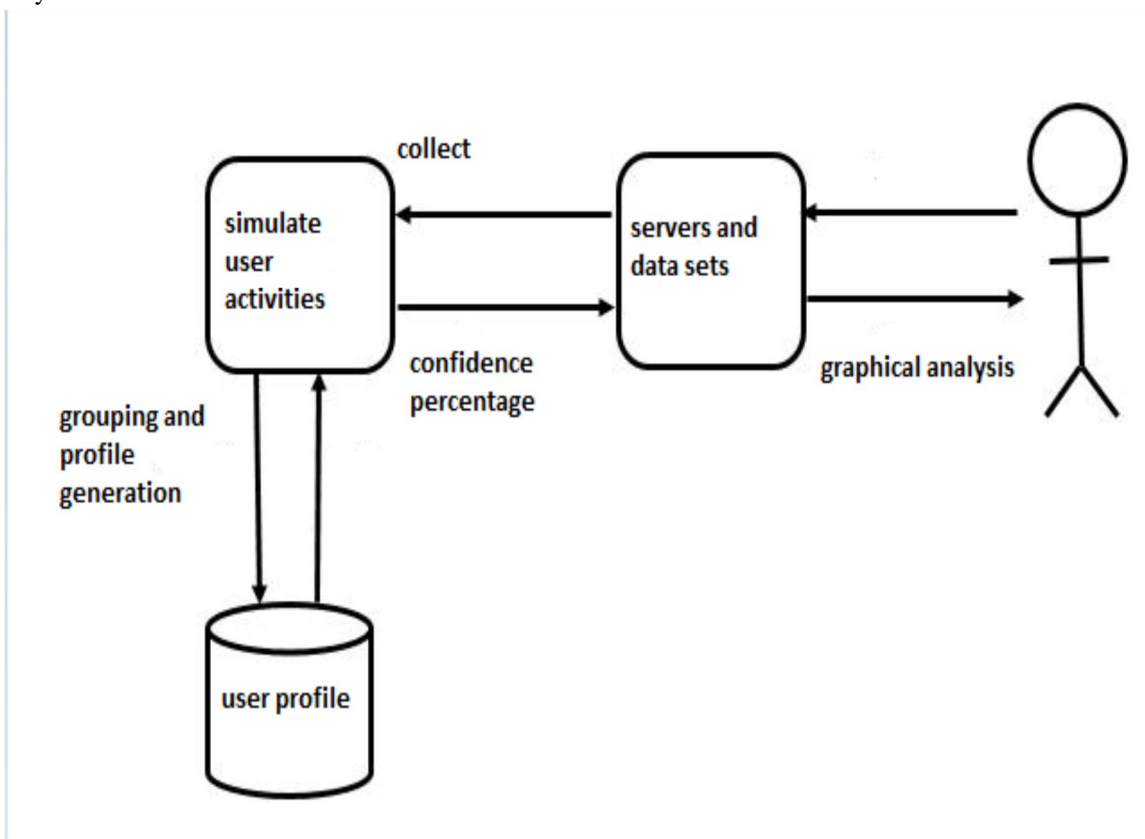 collect
simulate
user
activities
servers and
data sets
confidence
percentage
graphical analysis
grouping and
profile
generation
user profile